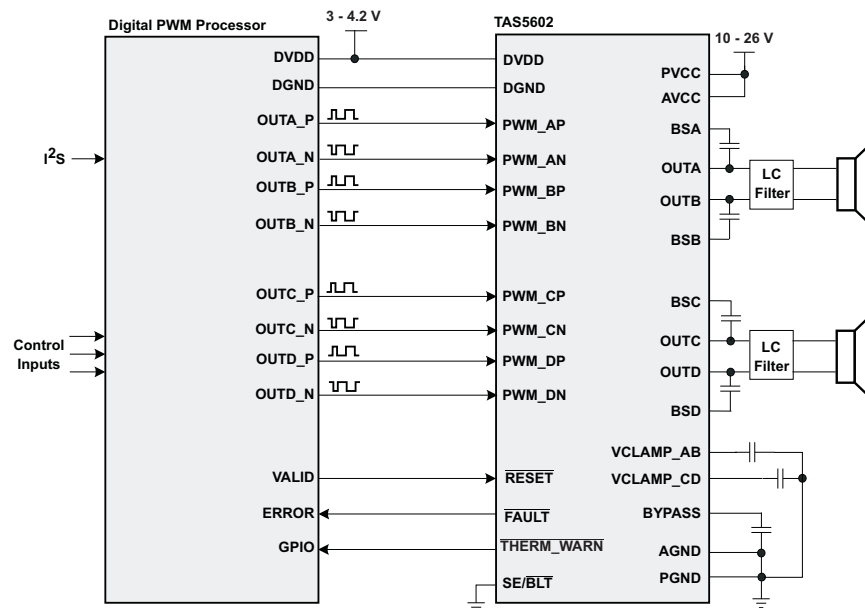 Digital PWM Processor
3 - 4.2 V
TAS5602
10 - 26 V
DVDD
DGND
OUTA_P
OUTA_N
OUTB_P
OUTB_N
OUTC_P
OUTC_N
OUTD_P
OUTD_N
VALID
ERROR
GPIO
I²S
Control
Inputs
DVDD
DGND
PWM_AP
PWM_AN
PWM_BP
PWM_BN
PWM_CP
PWM_CN
PWM_DP
PWM_DN
RESET
FAULT
THERM_WARN
SE/BLT
PVCC
AVCC
BSA
OUTA
OUTB
BSB
BSC
OUTC
OUTD
BSD
VCLAMP_AB
VCLAMP_CD
BYPASS
AGND
PGND
LC
Filter
LC
Filter